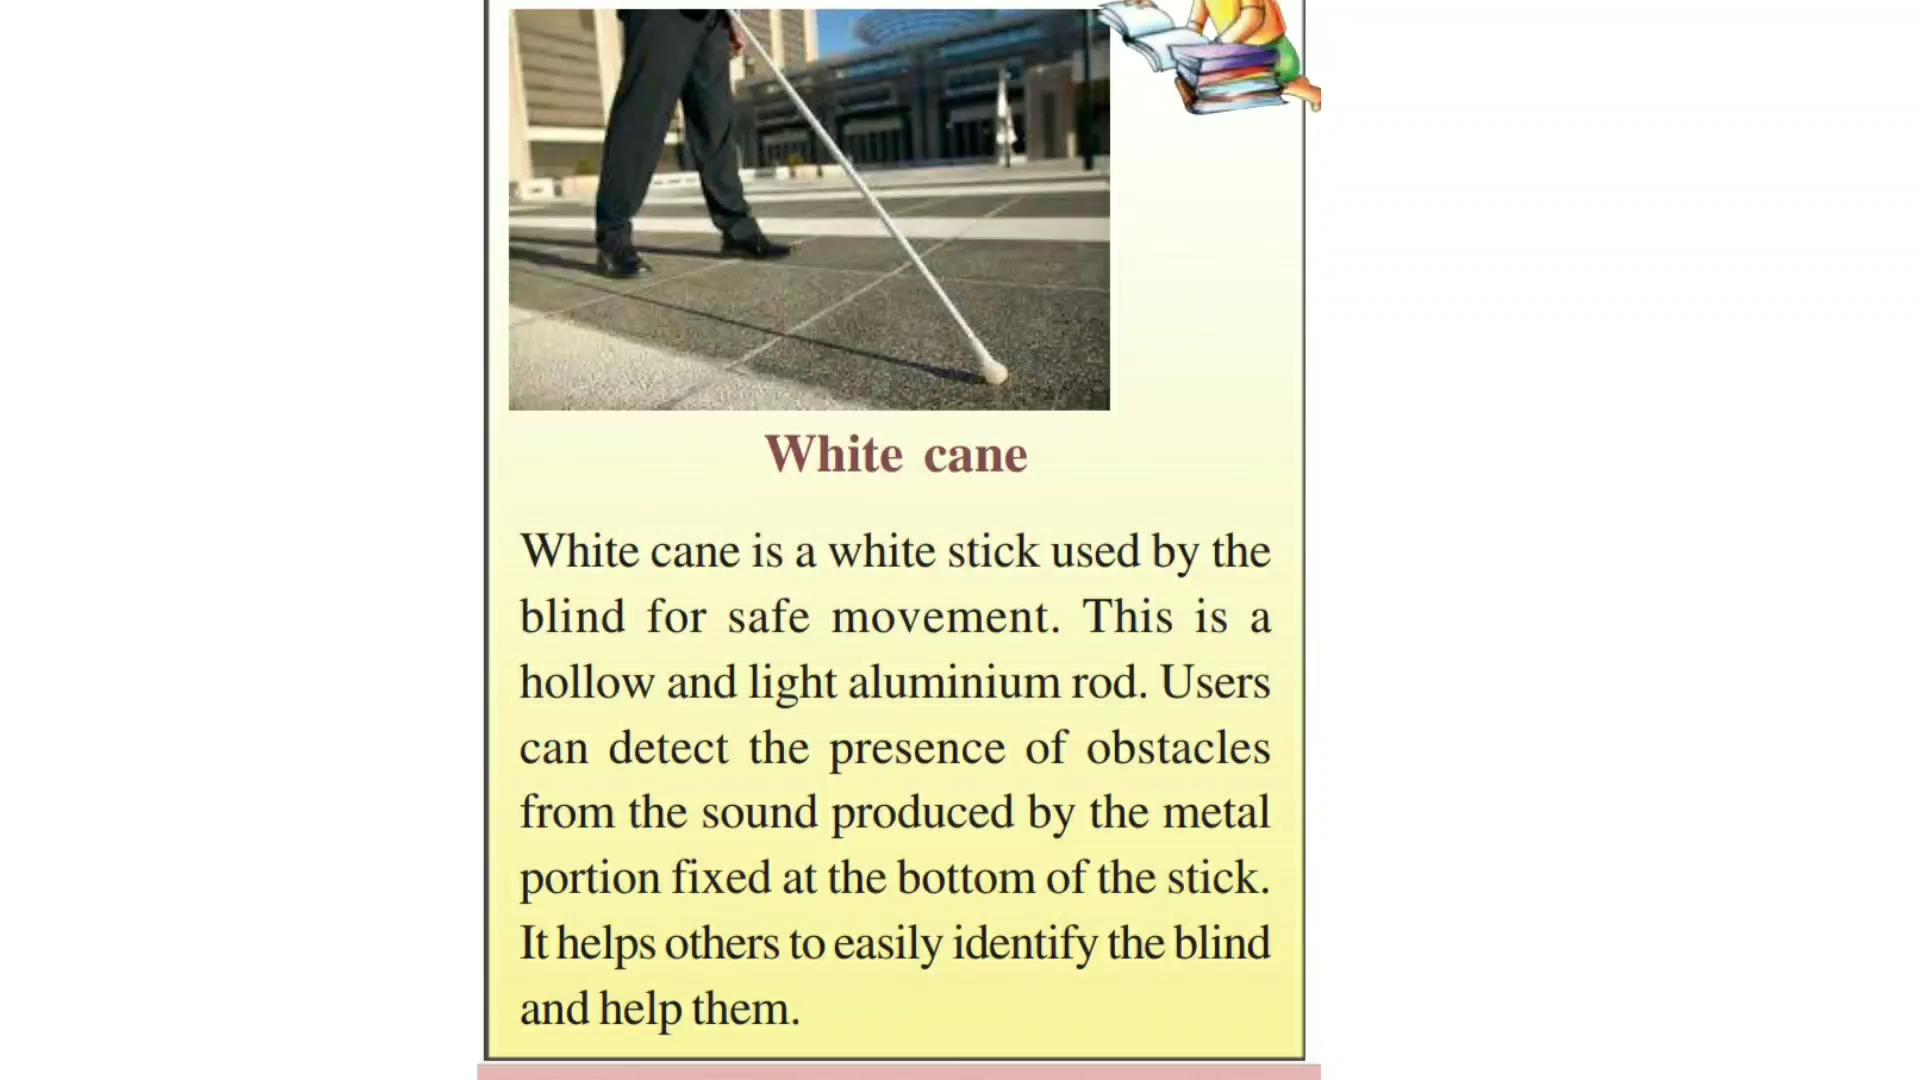 White cane
White cane is a white stick used by the
blind for safe movement. This is a
hollow and light aluminium rod. Users
can detect the presence of obstacles
from the sound produced by the metal
portion fixed at the bottom of the stick.
It helps others to easily identify the blind
and help them.